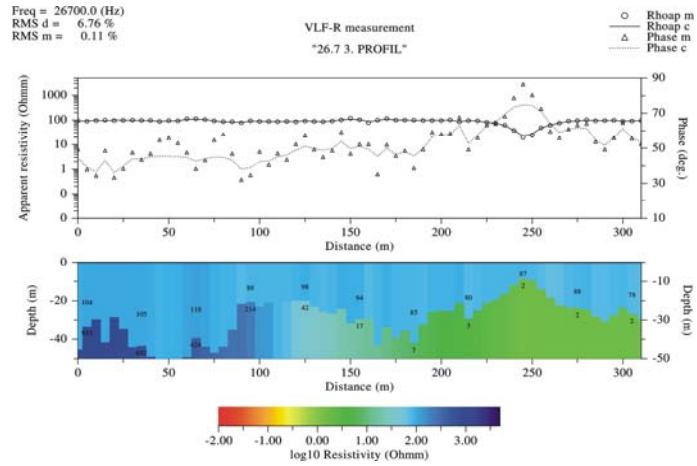 Freq = 26700.0 (Hz)
RMS d = 6.76 %
RMS m = 0.11 %
VLF-R measurement
"26.7 3. PROFIL"
Rhoap m
Rhoap c
Phase m
Phase c
Apparent resistivity (Ohmm)
1000
100
10
1
0
0
90
70
50
30
10
Phase (deg.)
0 50 100 150 200 250 300
Distance (m)
Depth (m)
0
-20
-40
104 105 118 88 98 94 85 80 87 88 78
214 42 17 7 3 2 2 2
-10
-20
-30
-40
-50
Depth (m)
0 50 100 150 200 250 300
Distance (m)
-2.00 -1.00 0.00 1.00 2.00 3.00
log10 Resistivity (Ohmm)